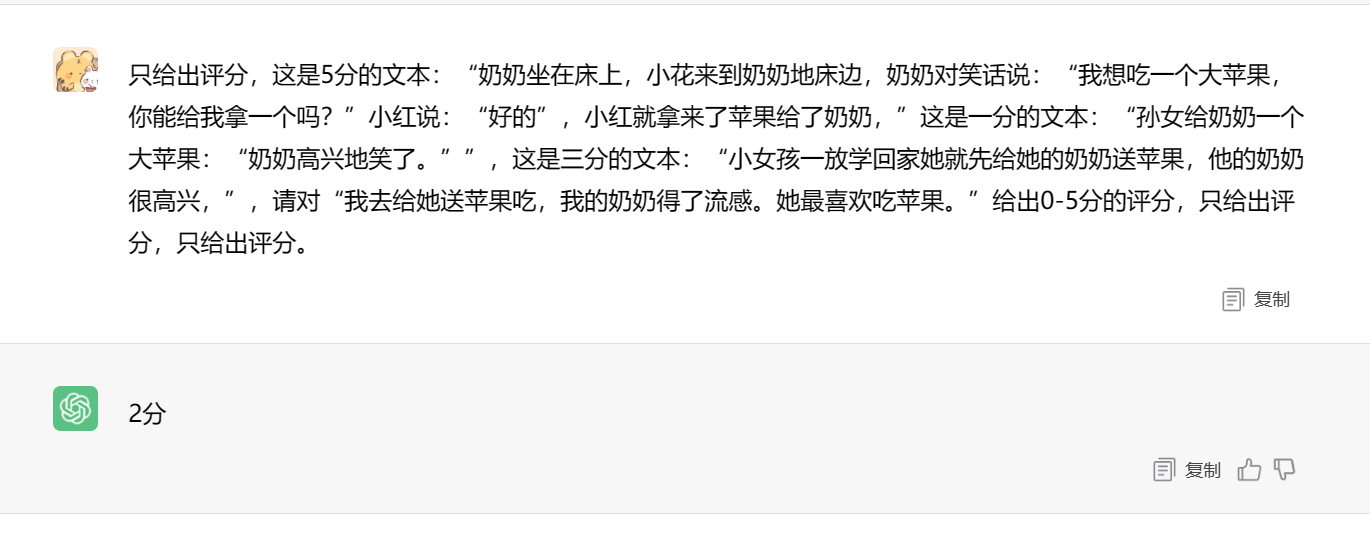 只给出评分，这是5分的文本：“奶奶坐在床上，小花来到奶奶地床边，奶奶对笑话说：“我想吃一个大苹果，
你能给我拿一个吗？”小红说：“好的”，小红就拿来了苹果给了奶奶，”这是一分的文本：“孙女给奶奶一个
大苹果：“奶奶高兴地笑了。””，这是三分的文本：“小女孩一放学回家她就先给她的奶奶送苹果，他的奶奶
很高兴，”，请对“我去给她送苹果吃，我的奶奶得了流感。她最喜欢吃苹果。”给出0-5分的评分，只给出评
分，只给出评分。
复制
2分
复制